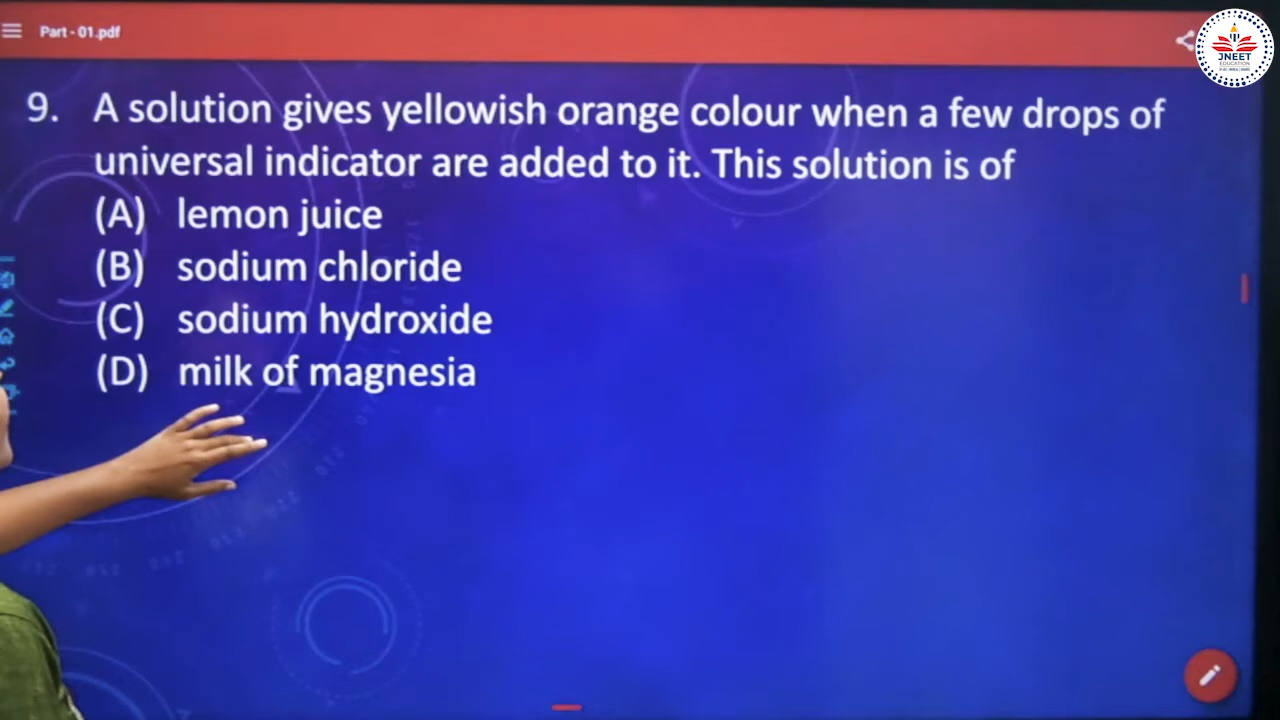 Part - 01.pdf
JNEET
EDUCATION
9. A solution gives yellowish orange colour when a few drops of
universal indicator are added to it. This solution is of
(A) lemon juice
(B) sodium chloride
(C) sodium hydroxide
(D) milk of magnesia